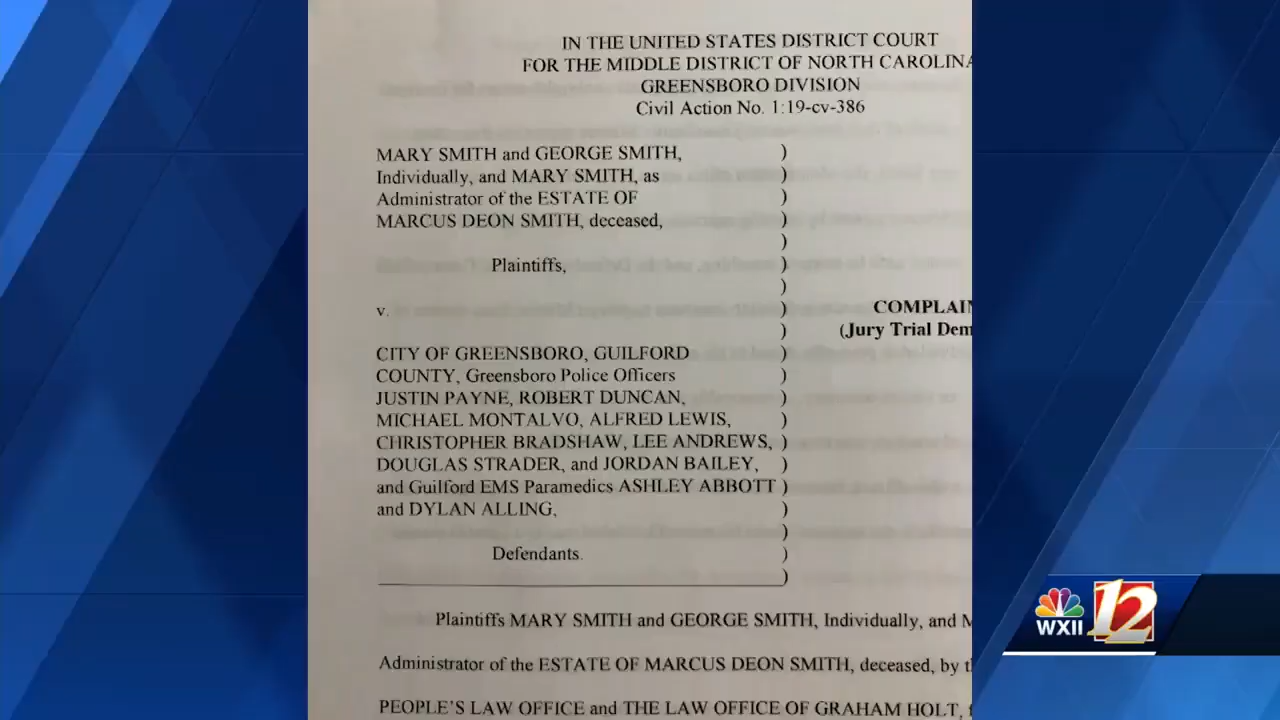 IN THE UNITED STATES DISTRICT COURT
FOR THE MIDDLE DISTRICT OF NORTH CAROLINA
GREENSBORO DIVISION
Civil Action No. 1:19-cv-386
MARY SMITH and GEORGE SMITH, )
Individually, and MARY SMITH, as )
Administrator of the ESTATE OF )
MARCUS DEON SMITH, deceased, )
)
Plaintiffs, )
)
v. ) COMPLAIN
) (Jury Trial Dem
CITY OF GREENSBORO, GUILFORD )
COUNTY, Greensboro Police Officers )
JUSTIN PAYNE, ROBERT DUNCAN, )
MICHAEL MONTALVO, ALFRED LEWIS, )
CHRISTOPHER BRADSHAW, LEE ANDREWS, )
DOUGLAS STRADER, and JORDAN BAILEY, )
and Guilford EMS Paramedics ASHLEY ABBOTT )
and DYLAN ALLING, )
)
Defendants. )
)
Plaintiffs MARY SMITH and GEORGE SMITH, Individually, and M
Administrator of the ESTATE OF MARCUS DEON SMITH, deceased, by th
PEOPLE'S LAW OFFICE and THE LAW OFFICE OF GRAHAM HOLT, f
WXII 12